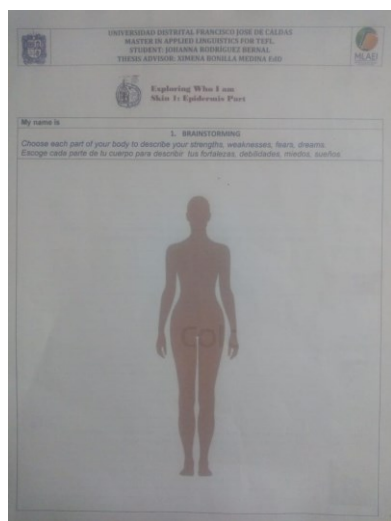 UNIVERSIDAD DISTRITAL FRANCISCO JOSE DE CALDAS
MASTER IN APPLIED LINGUISTICS FOR TEFL
STUDENT: JOHANNA RODRÍGUEZ BERNAL
THESIS ADVISOR: XIMENA BONILLA MEDINA EdD
MLAEI
Exploring Who I am
Skin 1: Epidermis Part
My name is
1. BRAINSTORMING
Choose each part of your body to describe your strengths, weaknesses, fears, dreams.
Escoge cada parte de tu cuerpo para describir tus fortalezas, debilidades, miedos, sueños.
Col